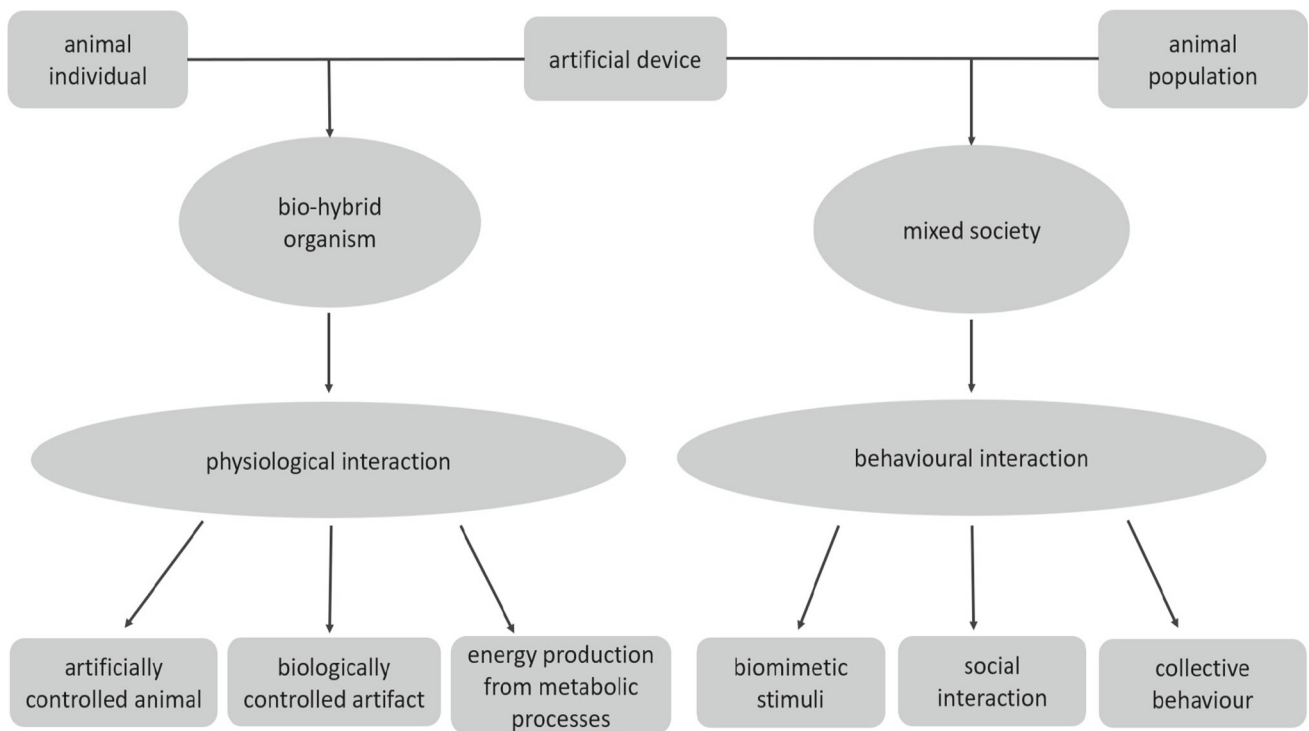 animal
individual
artificial device
animal
population
bio-hybrid
organism
mixed society
physiological interaction
behavioural interaction
artificially
controlled animal
biologically
controlled artifact
energy production
from metabolic
processes
biomimetic
stimuli
social
interaction
collective
behaviour